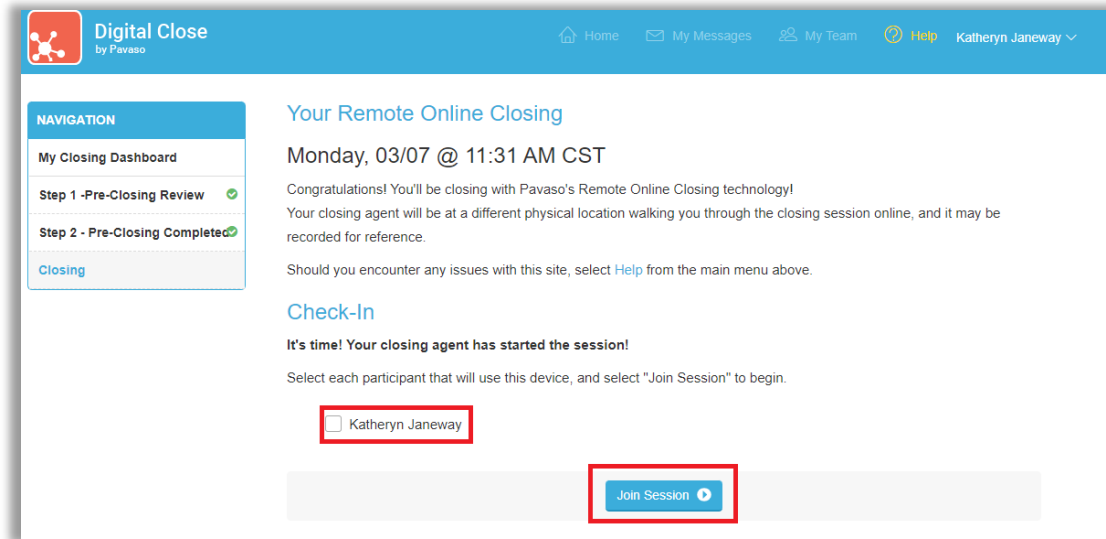 Digital Close
by Pavaso
Home
My Messages
My Team
Help
Katheryn Janeway
NAVIGATION
My Closing Dashboard
Step 1 -Pre-Closing Review
Step 2 - Pre-Closing Completed
Closing
Your Remote Online Closing
Monday, 03/07 @ 11:31 AM CST
Congratulations! You'll be closing with Pavaso's Remote Online Closing technology!
Your closing agent will be at a different physical location walking you through the closing session online, and it may be
recorded for reference.
Should you encounter any issues with this site, select Help from the main menu above.
Check-In
It's time! Your closing agent has started the session!
Select each participant that will use this device, and select "Join Session" to begin.
Katheryn Janeway
Join Session